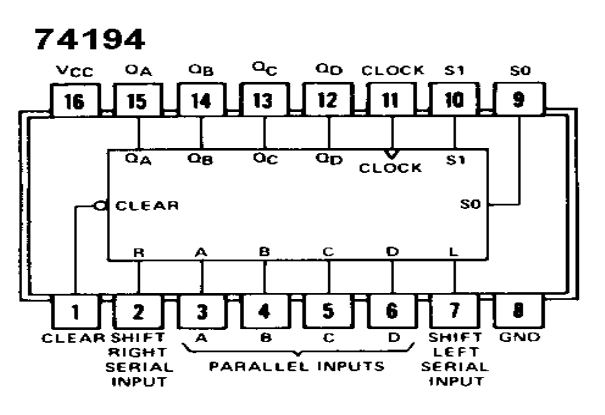 74194
VCC QA QB QC QD CLOCK S1 S0
16 15 14 13 12 11 10 9
QA QB QC QD CLOCK S1
CLEAR S0
R A B C D L
1 2 3 4 5 6 7 8
CLEAR SHIFT RIGHT SERIAL INPUT
A B C D
PARALLEL INPUTS
SHIFT LEFT SERIAL INPUT
GND